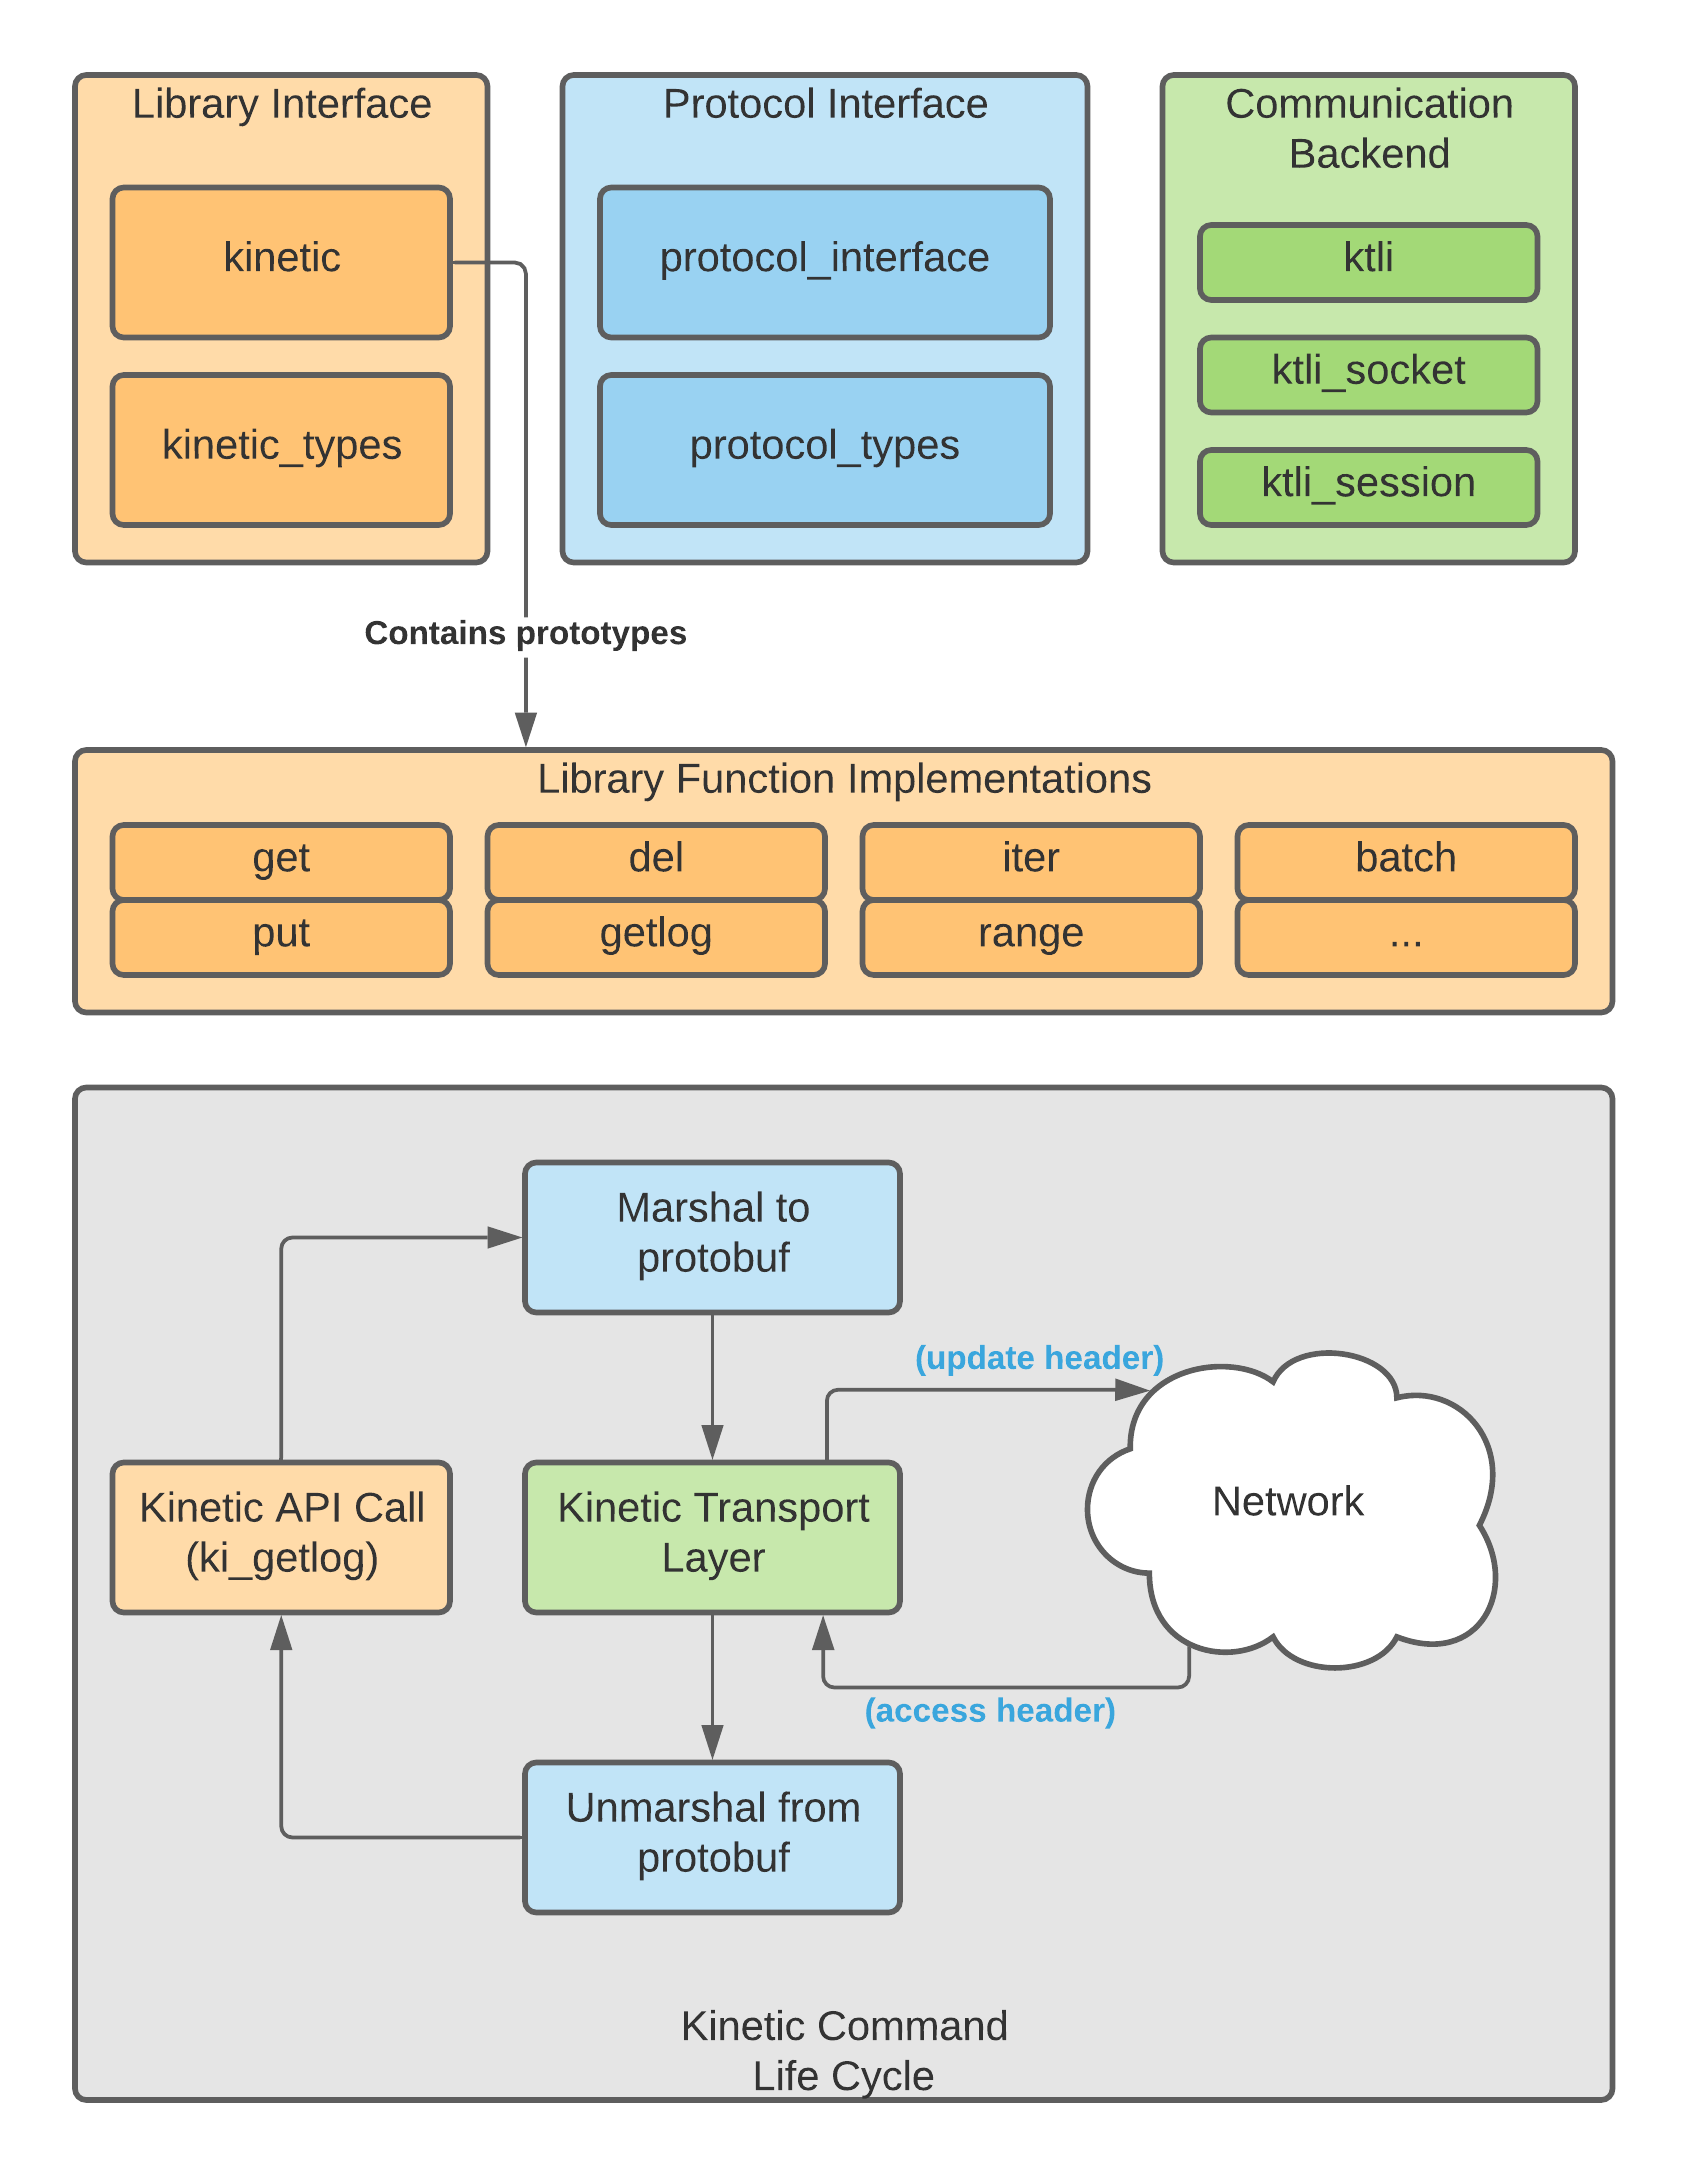 Library Interface
kinetic
kinetic_types
Protocol Interface
protocol_interface
protocol_types
Communication
Backend
ktli
ktli_socket
ktli_session
Contains prototypes
Library Function Implementations
get
del
iter
batch
put
getlog
range
...
Marshal to
protobuf
(update header)
Kinetic API Call
(ki_getlog)
Kinetic Transport
Layer
Network
(access header)
Unmarshal from
protobuf
Kinetic Command
Life Cycle